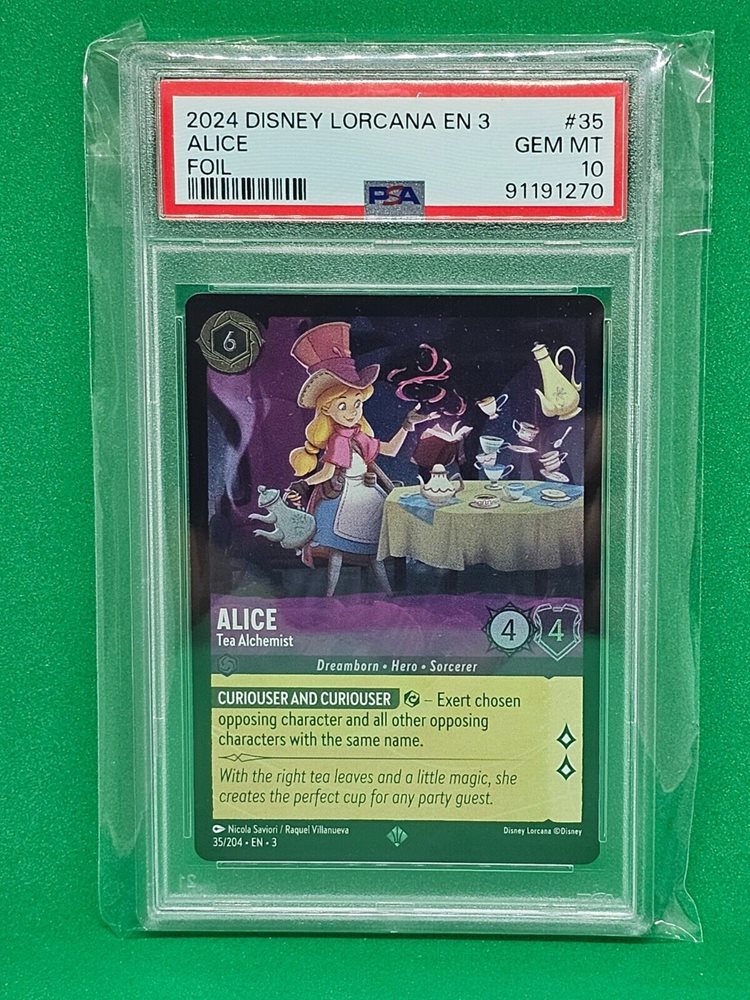 2024 DISNEY LORCANA EN 3 #35
ALICE GEM MT
FOIL 10
PSA 91191270
6
ALICE
Tea Alchemist
4 4
Dreamborn • Hero • Sorcerer
CURIOUSER AND CURIOUSER – Exert chosen
opposing character and all other opposing
characters with the same name.
With the right tea leaves and a little magic, she
creates the perfect cup for any party guest.
Nicola Saviori / Raquel Villanueva
Disney Lorcana ©Disney
35/204 • EN • 3